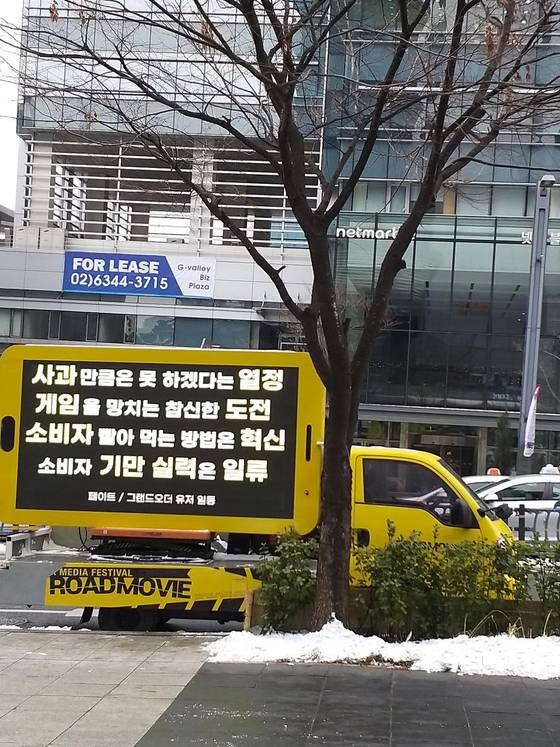 netmarble
넷
FOR LEASE
02)6344-3715
G-valley
Biz
Plaza
사과만큼은 못 하겠다는 열정
게임을 망치는 참신한 도전
소비자 빨아 먹는 방법은 혁신
소비자 기만 실력은 일류
페이트 / 그랜드오더 유저 일동
MEDIA FESTIVAL
ROADMOVIE